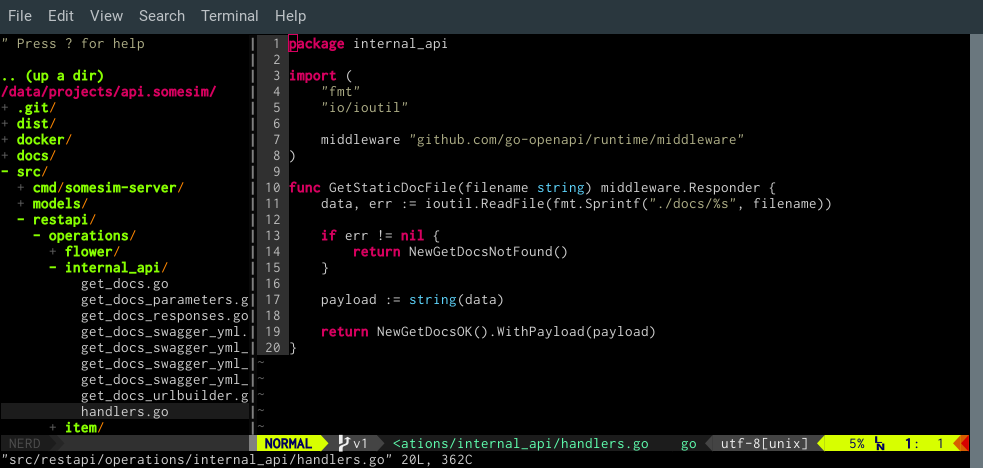 File Edit View Search Terminal Help
" Press ? for help
.. (up a dir)
/data/projects/api.somesim/
+ .git/
+ dist/
+ docker/
+ docs/
- src/
+ cmd/somesim-server/
+ models/
- restapi/
- operations/
+ flower/
- internal_api/
get_docs.go
get_docs_parameters.g
get_docs_responses.go
get_docs_swagger_yml.
get_docs_swagger_yml_
get_docs_swagger_yml_
get_docs_swagger_yml_
get_docs_urlbuilder.g
handlers.go
+ item/
NERD
1 package internal_api
2
3 import (
4 "fmt"
5 "io/ioutil"
6
7 middleware "github.com/go-openapi/runtime/middleware"
8 )
9
10 func GetStaticDocFile(filename string) middleware.Responder {
11 data, err := ioutil.ReadFile(fmt.Sprintf("./docs/%s", filename))
12
13 if err != nil {
14 return NewGetDocsNotFound()
15 }
16
17 payload := string(data)
18
19 return NewGetDocsOK().WithPayload(payload)
20 }
~
~
~
~
~
NORMAL v1 <ations/internal_api/handlers.go go utf-8[unix] 5% LN 1: 1
"src/restapi/operations/internal_api/handlers.go" 20L, 362C